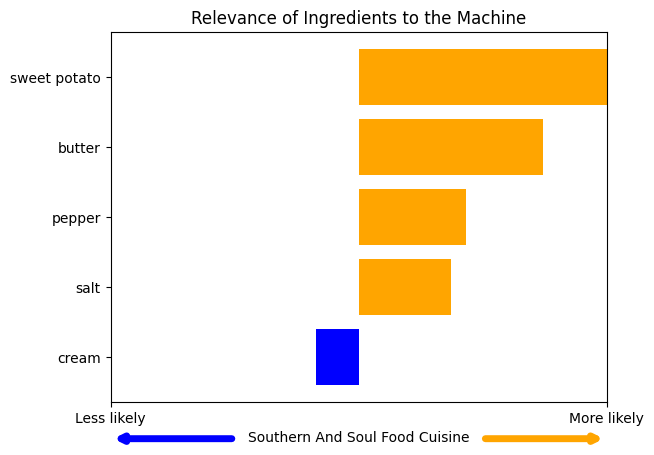 Relevance of Ingredients to the Machine
sweet potato
butter
pepper
salt
cream
Less likely
More likely
Southern And Soul Food Cuisine